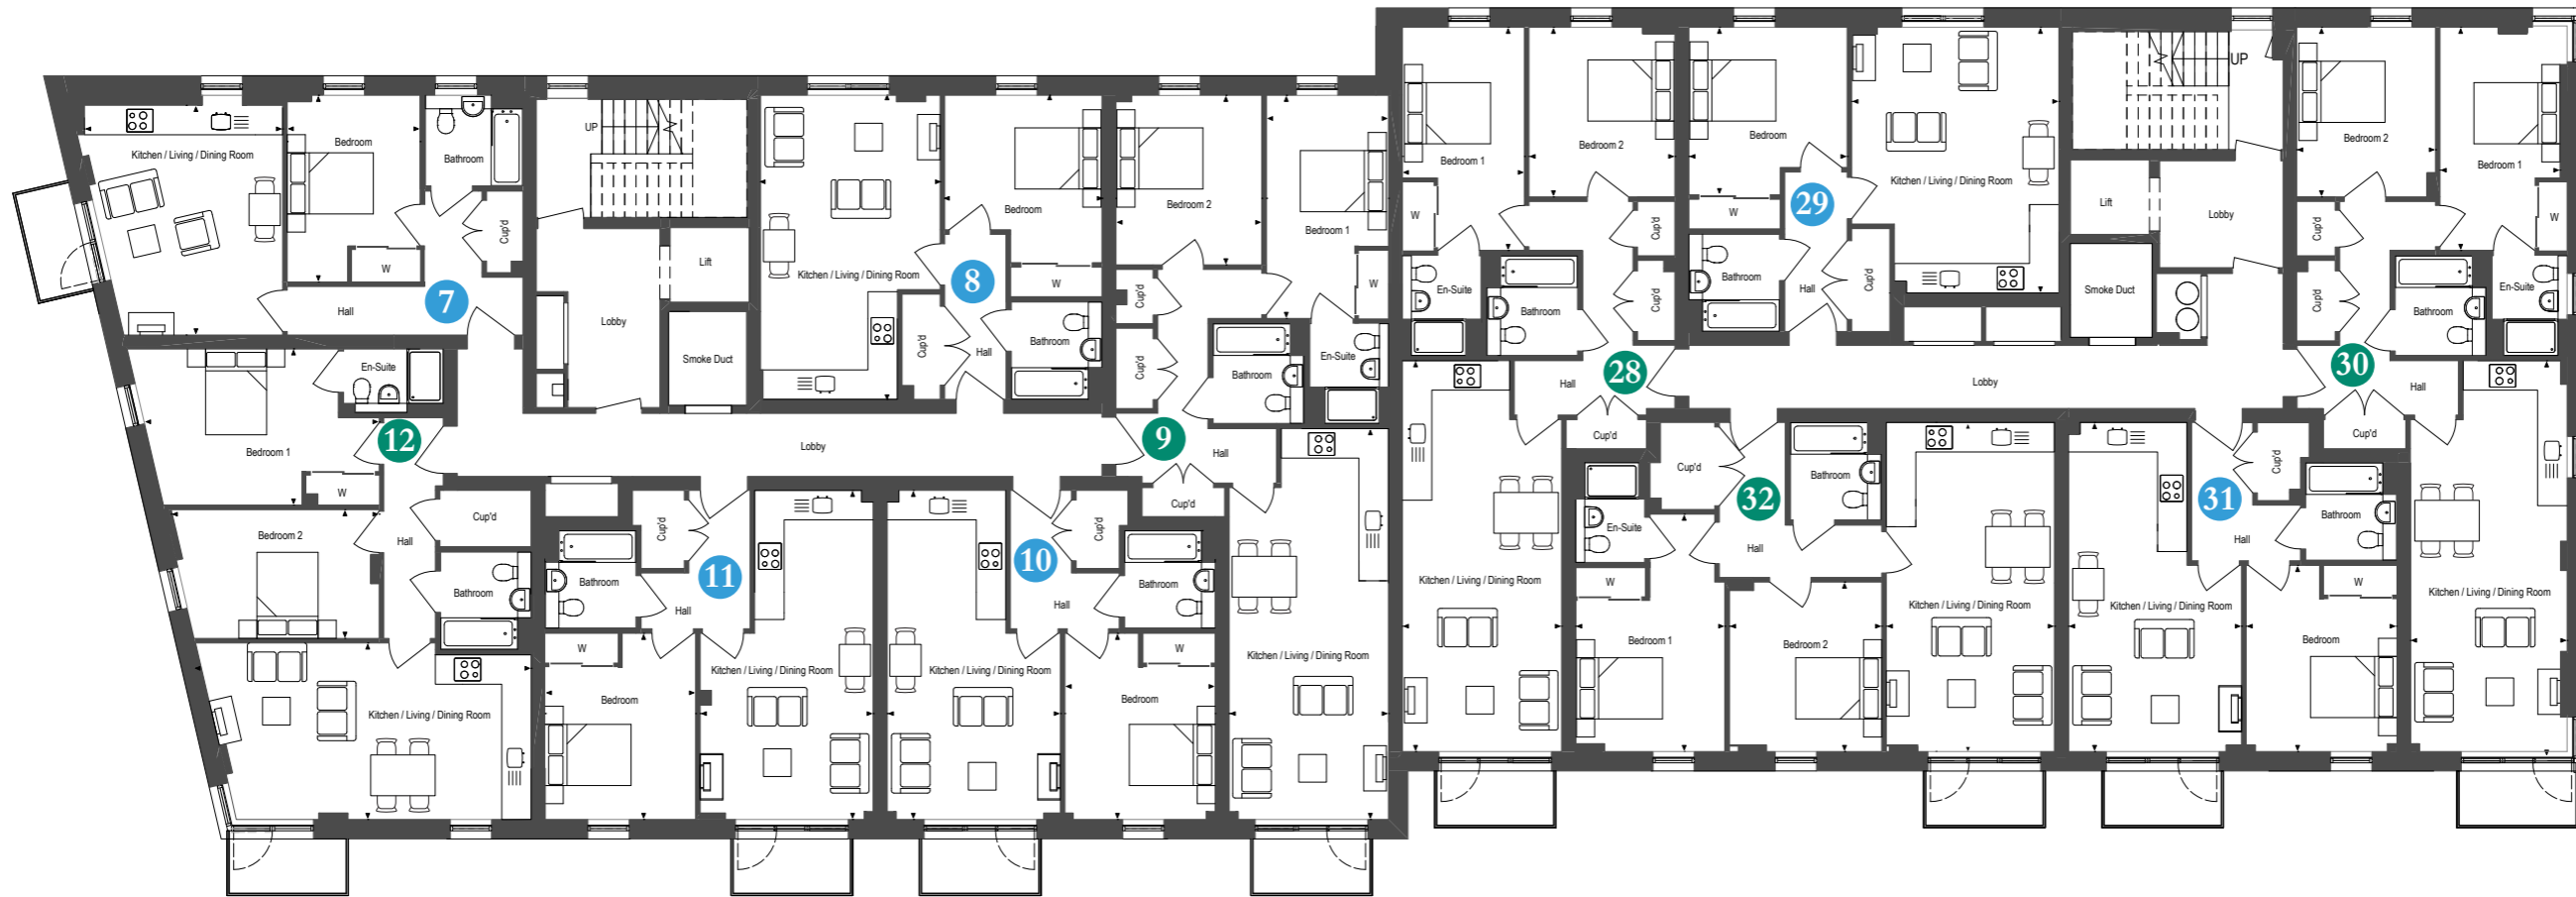 Kitchen / Living / Dining Room
Bedroom
Bathroom
W
Cup'd
Hall
7
UP
Lift
Lobby
Smoke Duct
Kitchen / Living / Dining Room
Bedroom
W
8
Cup'd
Hall
Bathroom
Bedroom 2
Bedroom 1
W
Cup'd
Cup'd
Bathroom
En-Suite
9
Hall
Cup'd
Kitchen / Living / Dining Room
Lobby
En-Suite
Bedroom 1
W
12
Bedroom 2
Hall
Cup'd
Bathroom
Kitchen / Living / Dining Room
Cup'd
Bathroom
11
Hall
W
Bedroom
Kitchen / Living / Dining Room
10
Cup'd
Bathroom
Hall
W
Kitchen / Living / Dining Room
Bedroom
Bedroom 1
Bedroom 2
W
Cup'd
En-Suite
Bathroom
Cup'd
Hall
28
Cup'd
Kitchen / Living / Dining Room
Bedroom
W
29
Kitchen / Living / Dining Room
Bathroom
Hall
Cup'd
UP
Lift
Lobby
Smoke Duct
Lobby
Bedroom 2
Bedroom 1
W
Cup'd
Cup'd
En-Suite
Bathroom
30
Hall
Cup'd
Kitchen / Living / Dining Room
Cup'd
Bathroom
32
En-Suite
Hall
W
Bedroom 1
Bedroom 2
Kitchen / Living / Dining Room
Cup'd
31
Bathroom
Hall
W
Kitchen / Living / Dining Room
Bedroom